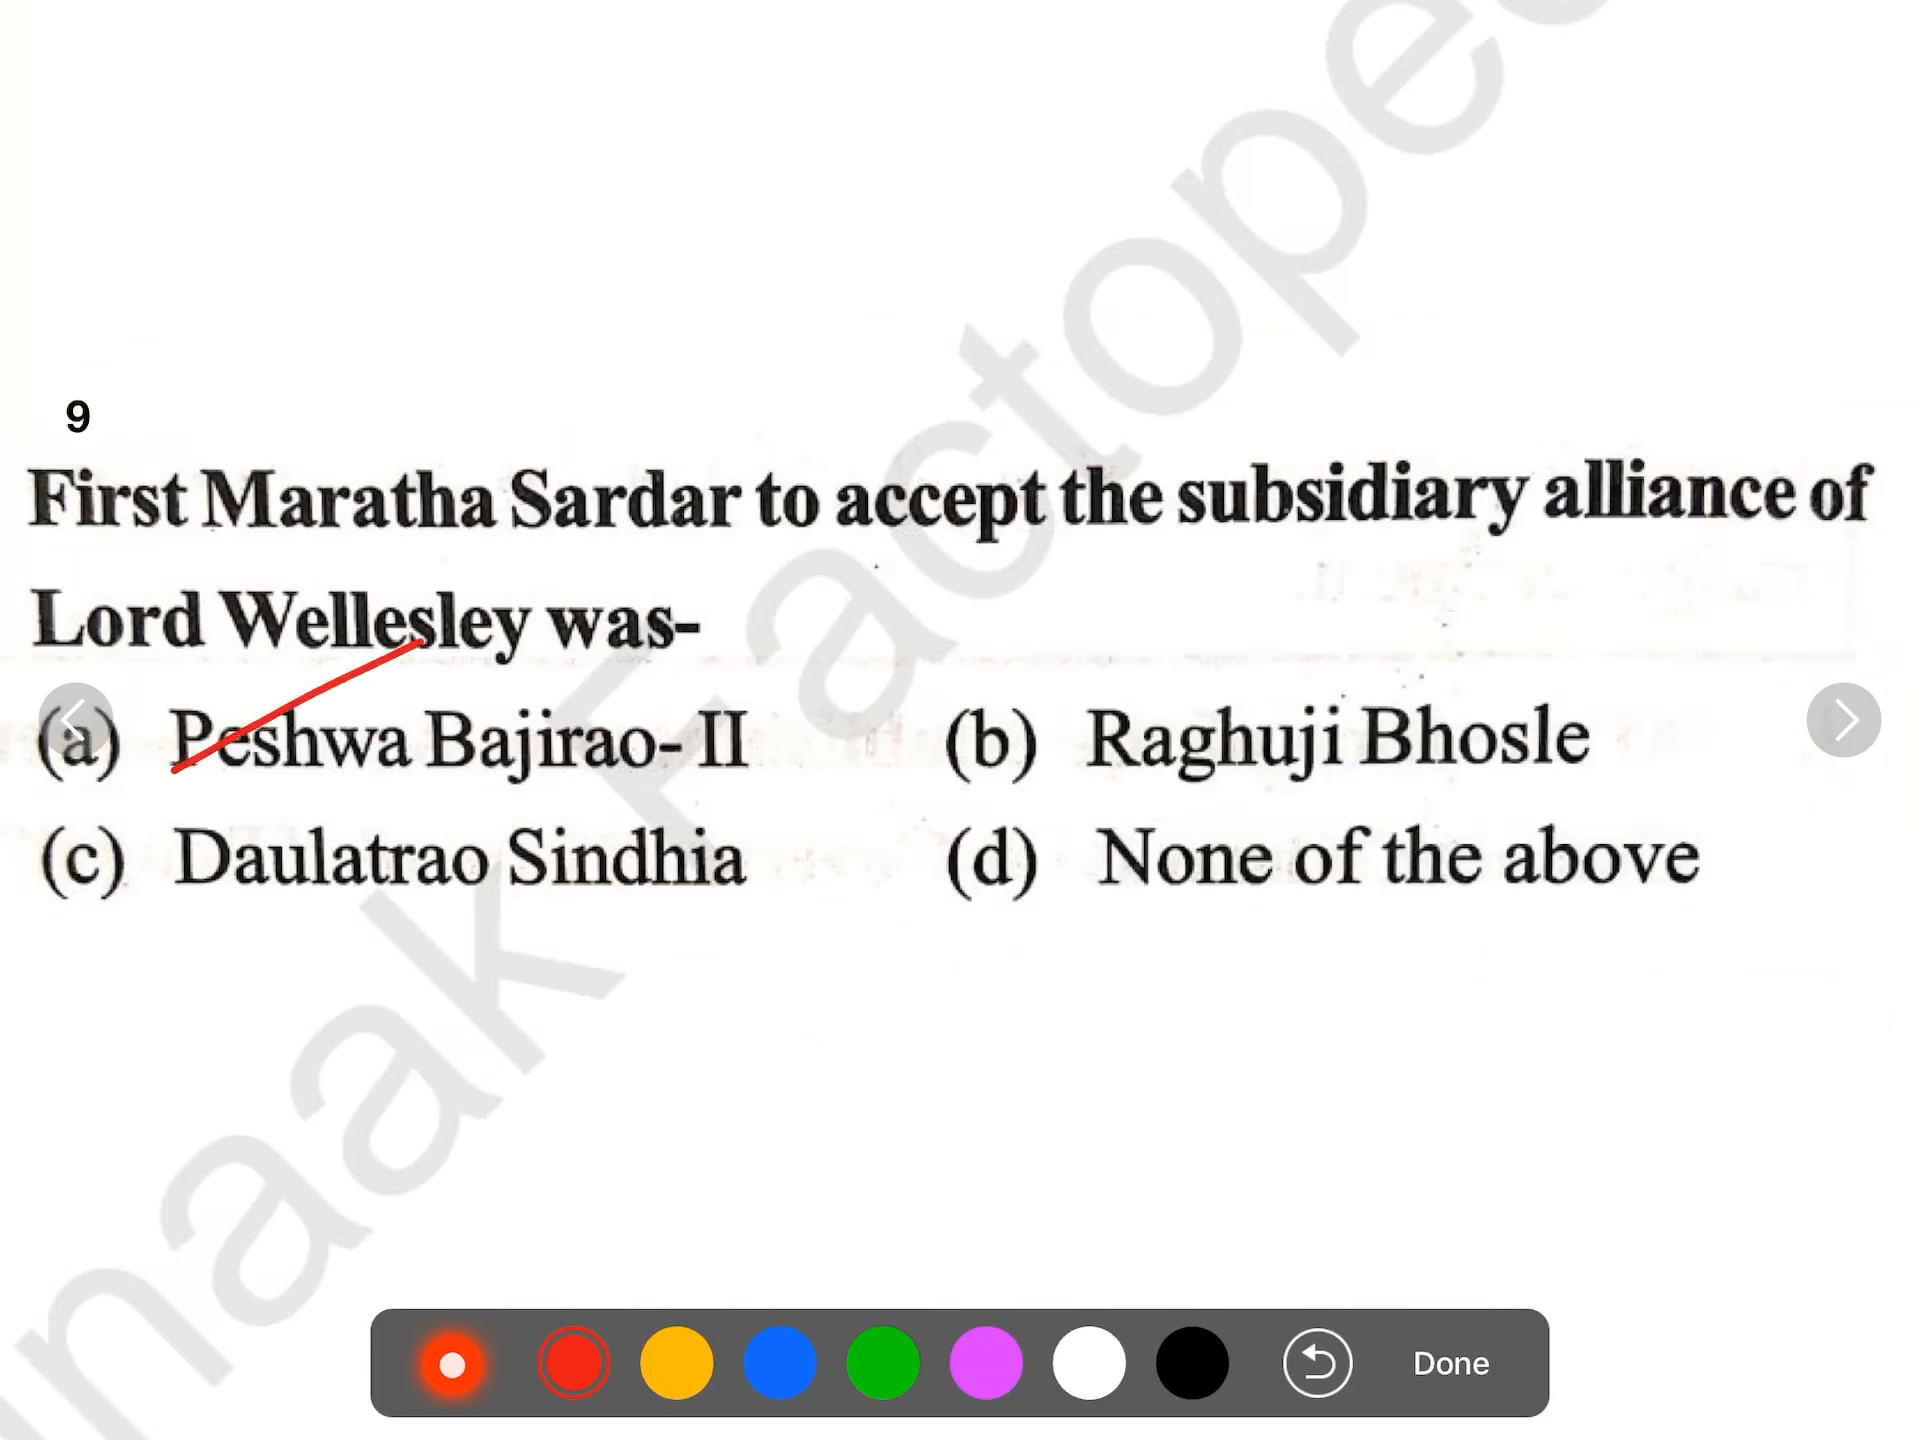 9
First Maratha Sardar to accept the subsidiary alliance of
Lord Wellesley was-
(a) Peshwa Bajirao- II (b) Raghuji Bhosle
(c) Daulatrao Sindhia (d) None of the above
Done